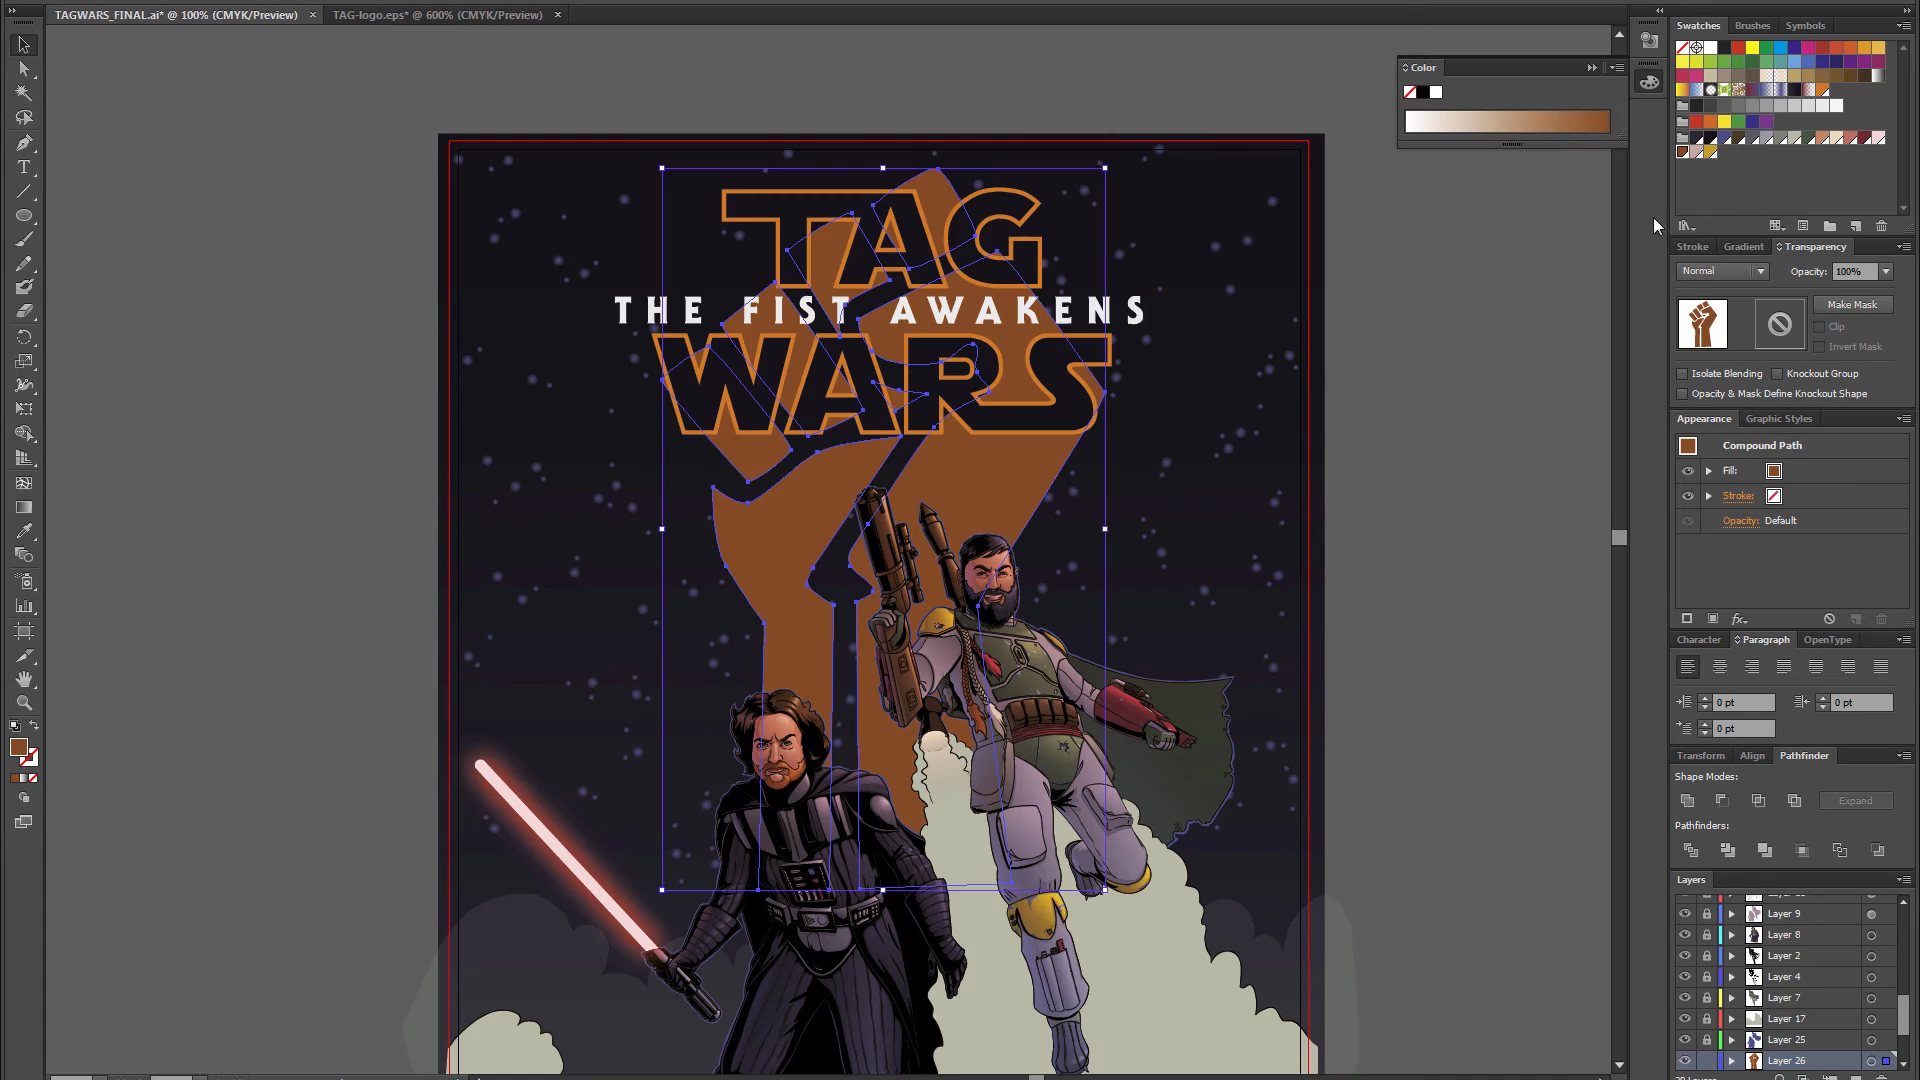 TAGWARS_FINAL.ai* @ 100% (CMYK/Preview)
TAG-logo.eps* @ 600% (CMYK/Preview)
Color
Swatches
Brushes
Symbols
TAG
THE FIST AWAKENS
WARS
Stroke
Gradient
Transparency
Normal
Opacity:
100%
Make Mask
Clip
Invert Mask
Isolate Blending
Knockout Group
Opacity & Mask Define Knockout Shape
Appearance
Graphic Styles
Compound Path
Fill:
Stroke:
Opacity: Default
fx
Character
Paragraph
OpenType
0 pt
0 pt
0 pt
Transform
Align
Pathfinder
Shape Modes:
Expand
Pathfinders:
Layers
Layer 9
Layer 8
Layer 2
Layer 4
Layer 7
Layer 17
Layer 25
Layer 26